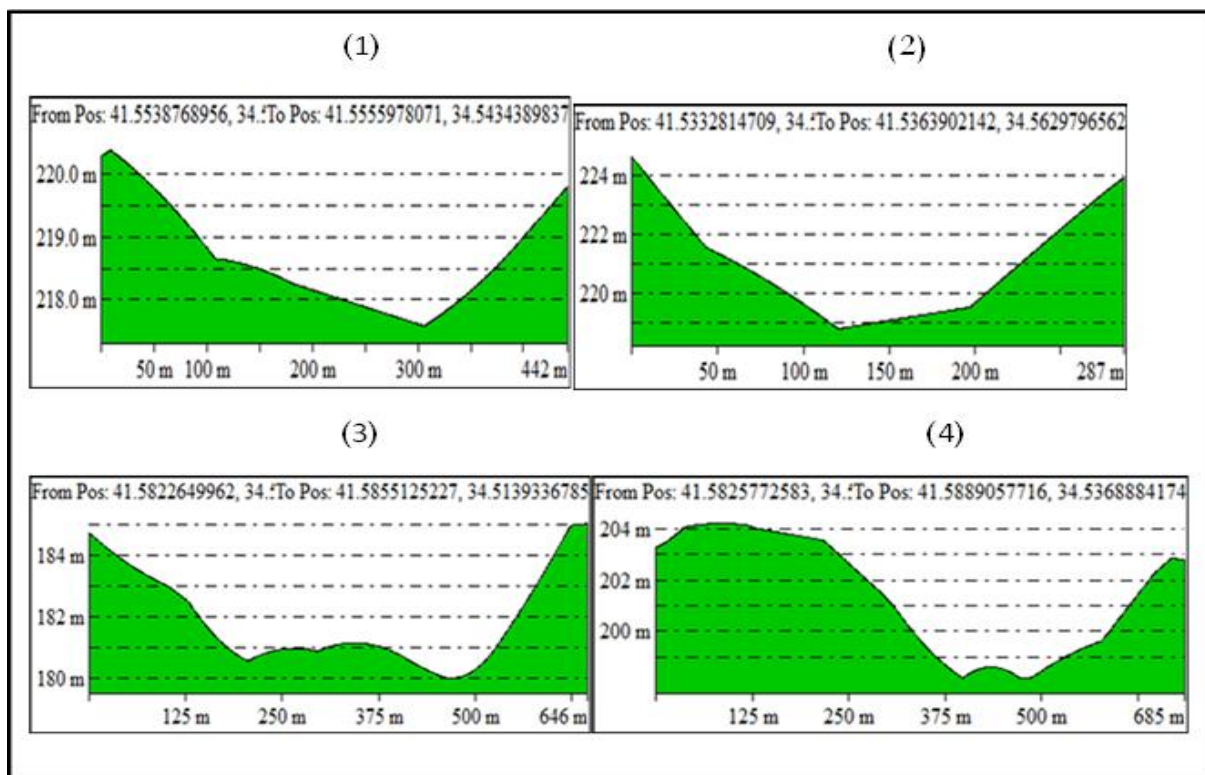 (1)
(2)
From Pos: 41.5538768956, 34.5To Pos: 41.5555978071, 34.5434389837
220.0 m
219.0 m
218.0 m
50 m 100 m 200 m 300 m 442 m
From Pos: 41.5332814709, 34.5To Pos: 41.5363902142, 34.5629796562
224 m
222 m
220 m
50 m 100 m 150 m 200 m 287 m
(3)
(4)
From Pos: 41.5822649962, 34.5To Pos: 41.5855125227, 34.5139336785
184 m
182 m
180 m
125 m 250 m 375 m 500 m 646 m
From Pos: 41.5825772583, 34.5To Pos: 41.5889057716, 34.5368884174
204 m
202 m
200 m
125 m 250 m 375 m 500 m 685 m